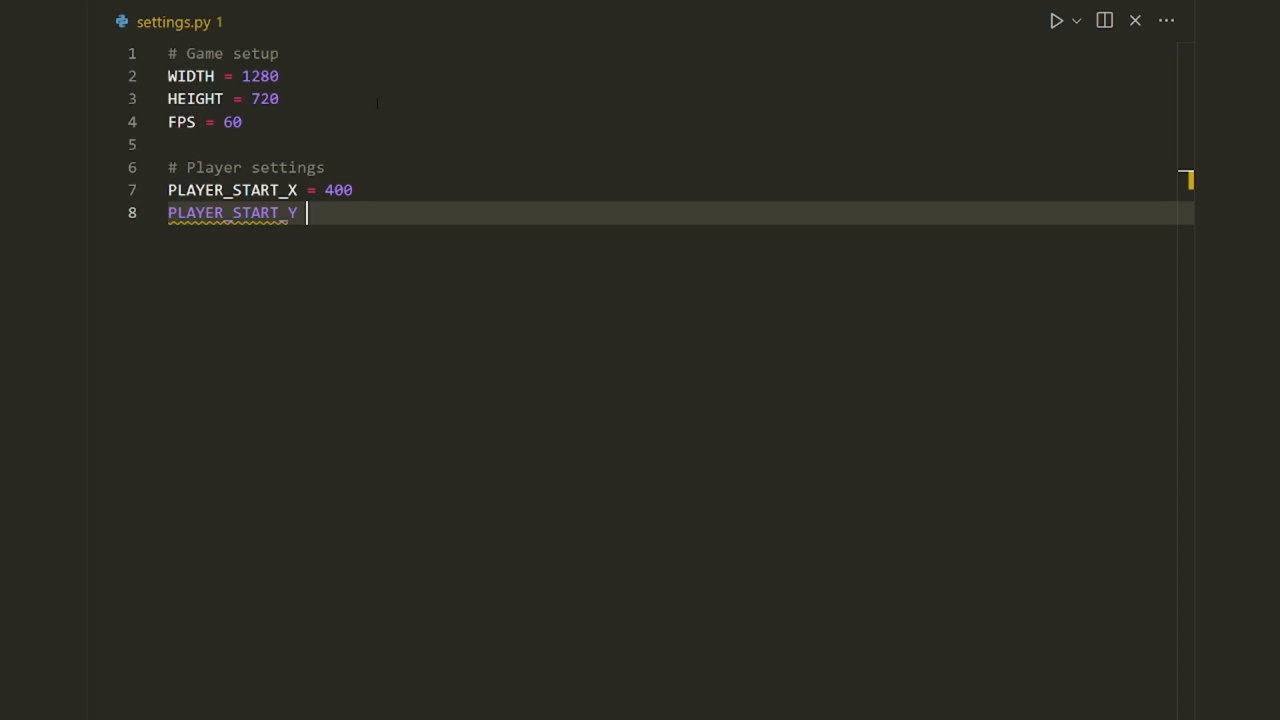 settings.py 1
1 # Game setup
2 WIDTH = 1280
3 HEIGHT = 720
4 FPS = 60
5
6 # Player settings
7 PLAYER_START_X = 400
8 PLAYER_START_Y